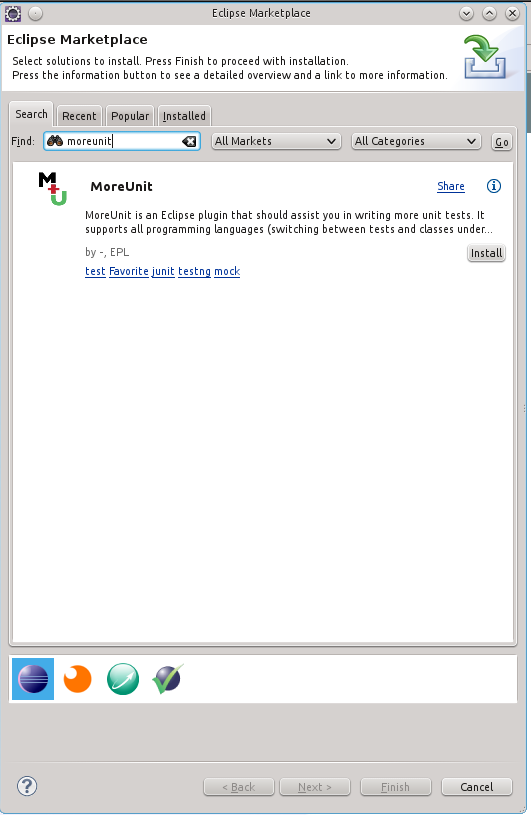 Eclipse Marketplace
Eclipse Marketplace
Select solutions to install. Press Finish to proceed with installation.
Press the information button to see a detailed overview and a link to more information.
Search Recent Popular Installed
Find: moreunit All Markets All Categories Go
MtU MoreUnit Share
MoreUnit is an Eclipse plugin that should assist you in writing more unit tests. It
supports all programming languages (switching between tests and classes under...
by -, EPL Install
test Favorite junit testng mock
? < Back Next > Finish Cancel